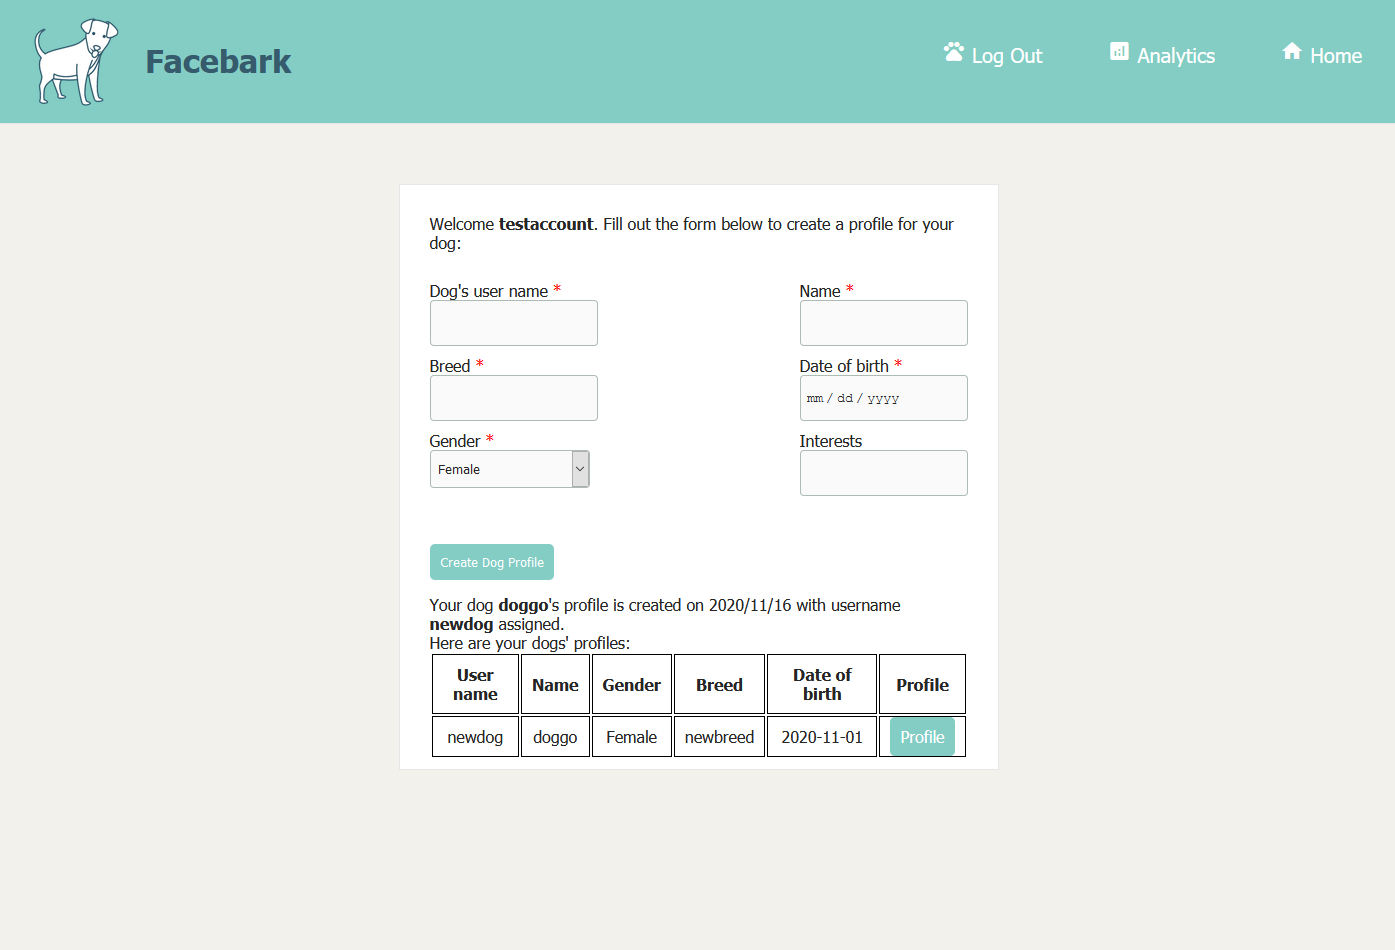 Facebark
Log Out
Analytics
Home
Welcome testaccount. Fill out the form below to create a profile for your
dog:
Dog's user name *
Name *
Breed *
Date of birth *
mm / dd / yyyy
Gender *
Interests
Female
Create Dog Profile
Your dog doggo's profile is created on 2020/11/16 with username
newdog assigned.
Here are your dogs' profiles:
User name Name Gender Breed Date of birth Profile
newdog doggo Female newbreed 2020-11-01 Profile